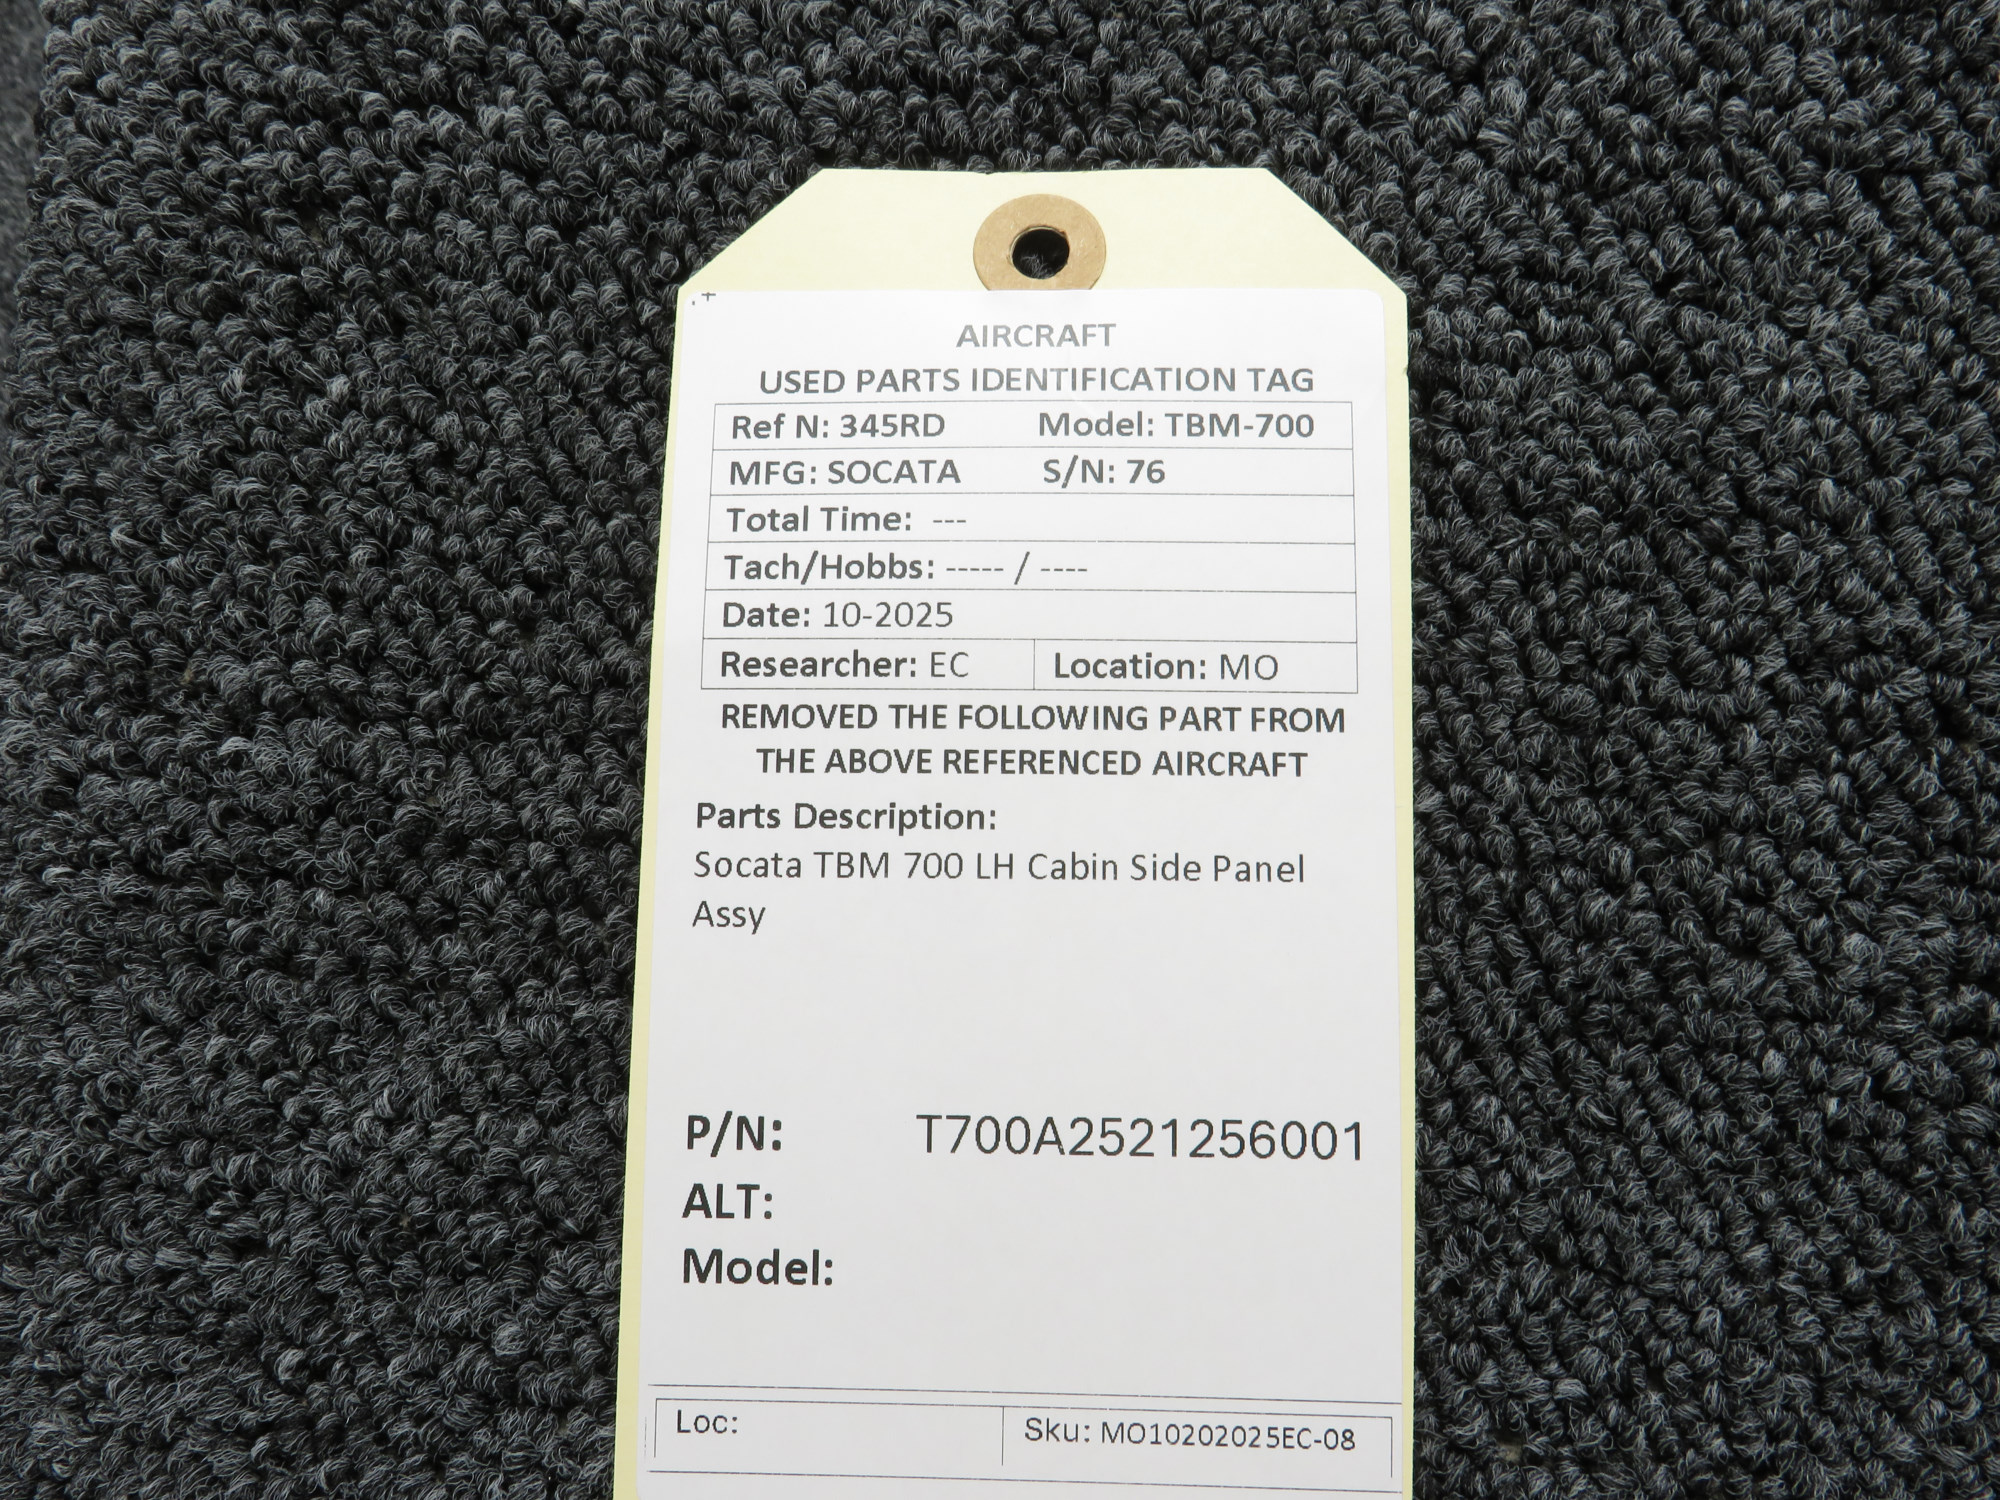 AIRCRAFT
USED PARTS IDENTIFICATION TAG
Ref N: 345RD Model: TBM-700
MFG: SOCATA S/N: 76
Total Time: ---
Tach/Hobbs: ----- / ----
Date: 10-2025
Researcher: EC Location: MO
REMOVED THE FOLLOWING PART FROM
THE ABOVE REFERENCED AIRCRAFT
Parts Description:
Socata TBM 700 LH Cabin Side Panel
Assy
P/N: T700A2521256001
ALT:
Model:
Loc: Sku: MO10202025EC-08